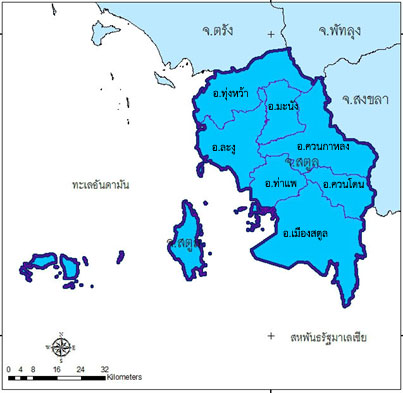 จ.ตรัง
จ.พัทลุง
จ.สงขลา
อ.ทุ่งหว้า
อ.มะนัง
อ.ละงู
อ.ควนกาหลง
จ.สตูล
อ.ท่าแพ
อ.ควนโดน
ทะเลอันดามัน
จ.สตูล
อ.เมืองสตูล
สหพันธรัฐมาเลเซีย
N
W E
S
0 4 8 16 24 32
Kilometers